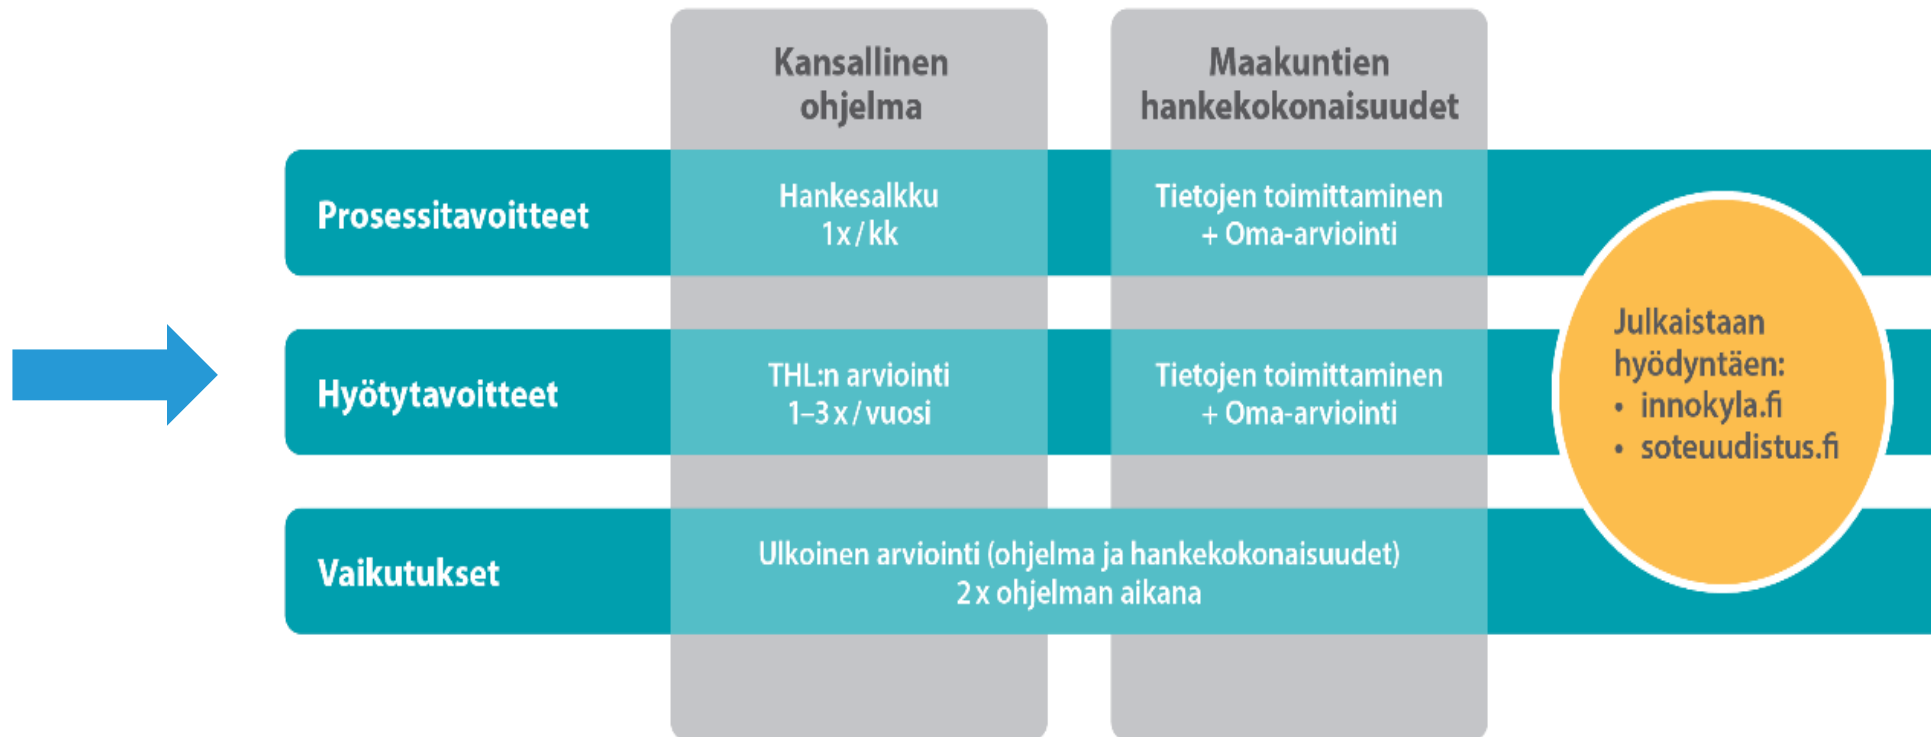 Kansallinen
ohjelma
Maakuntien
hankekokonaisuudet
Prosessitavoitteet
Hankesalkku
1x / kk
Tietojen toimittaminen
+ Oma-arviointi
Hyötytavoitteet
THL:n arviointi
1–3 x / vuosi
Tietojen toimittaminen
+ Oma-arviointi
Vaikutukset
Ulkoinen arviointi (ohjelma ja hankekokonaisuudet)
2 x ohjelman aikana
Julkaistaan
hyödyntäen:
• innokyla.fi
• soteuudistus.fi